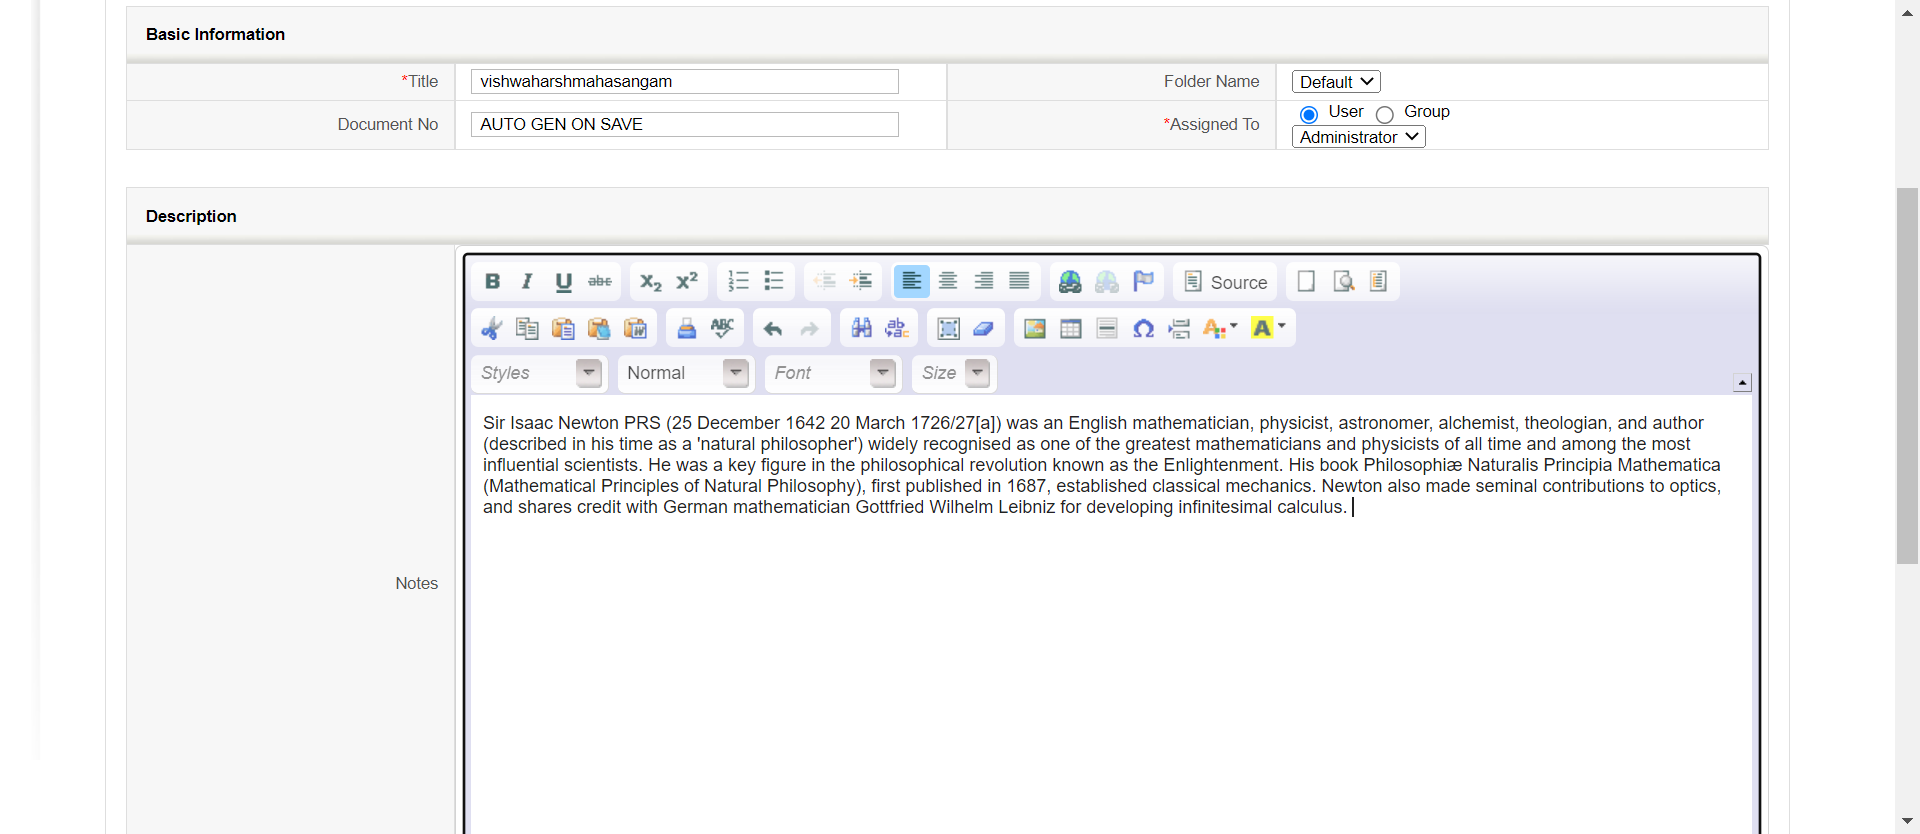 Basic Information
*Title vishwaharshmahasangam Folder Name Default
Document No AUTO GEN ON SAVE *Assigned To User Group
Administrator
Description
B I U abc X2 X2 Source
ABC
Styles Normal Font Size
Sir Isaac Newton PRS (25 December 1642 20 March 1726/27[a]) was an English mathematician, physicist, astronomer, alchemist, theologian, and author
(described in his time as a 'natural philosopher') widely recognised as one of the greatest mathematicians and physicists of all time and among the most
influential scientists. He was a key figure in the philosophical revolution known as the Enlightenment. His book Philosophiæ Naturalis Principia Mathematica
(Mathematical Principles of Natural Philosophy), first published in 1687, established classical mechanics. Newton also made seminal contributions to optics,
and shares credit with German mathematician Gottfried Wilhelm Leibniz for developing infinitesimal calculus.
Notes